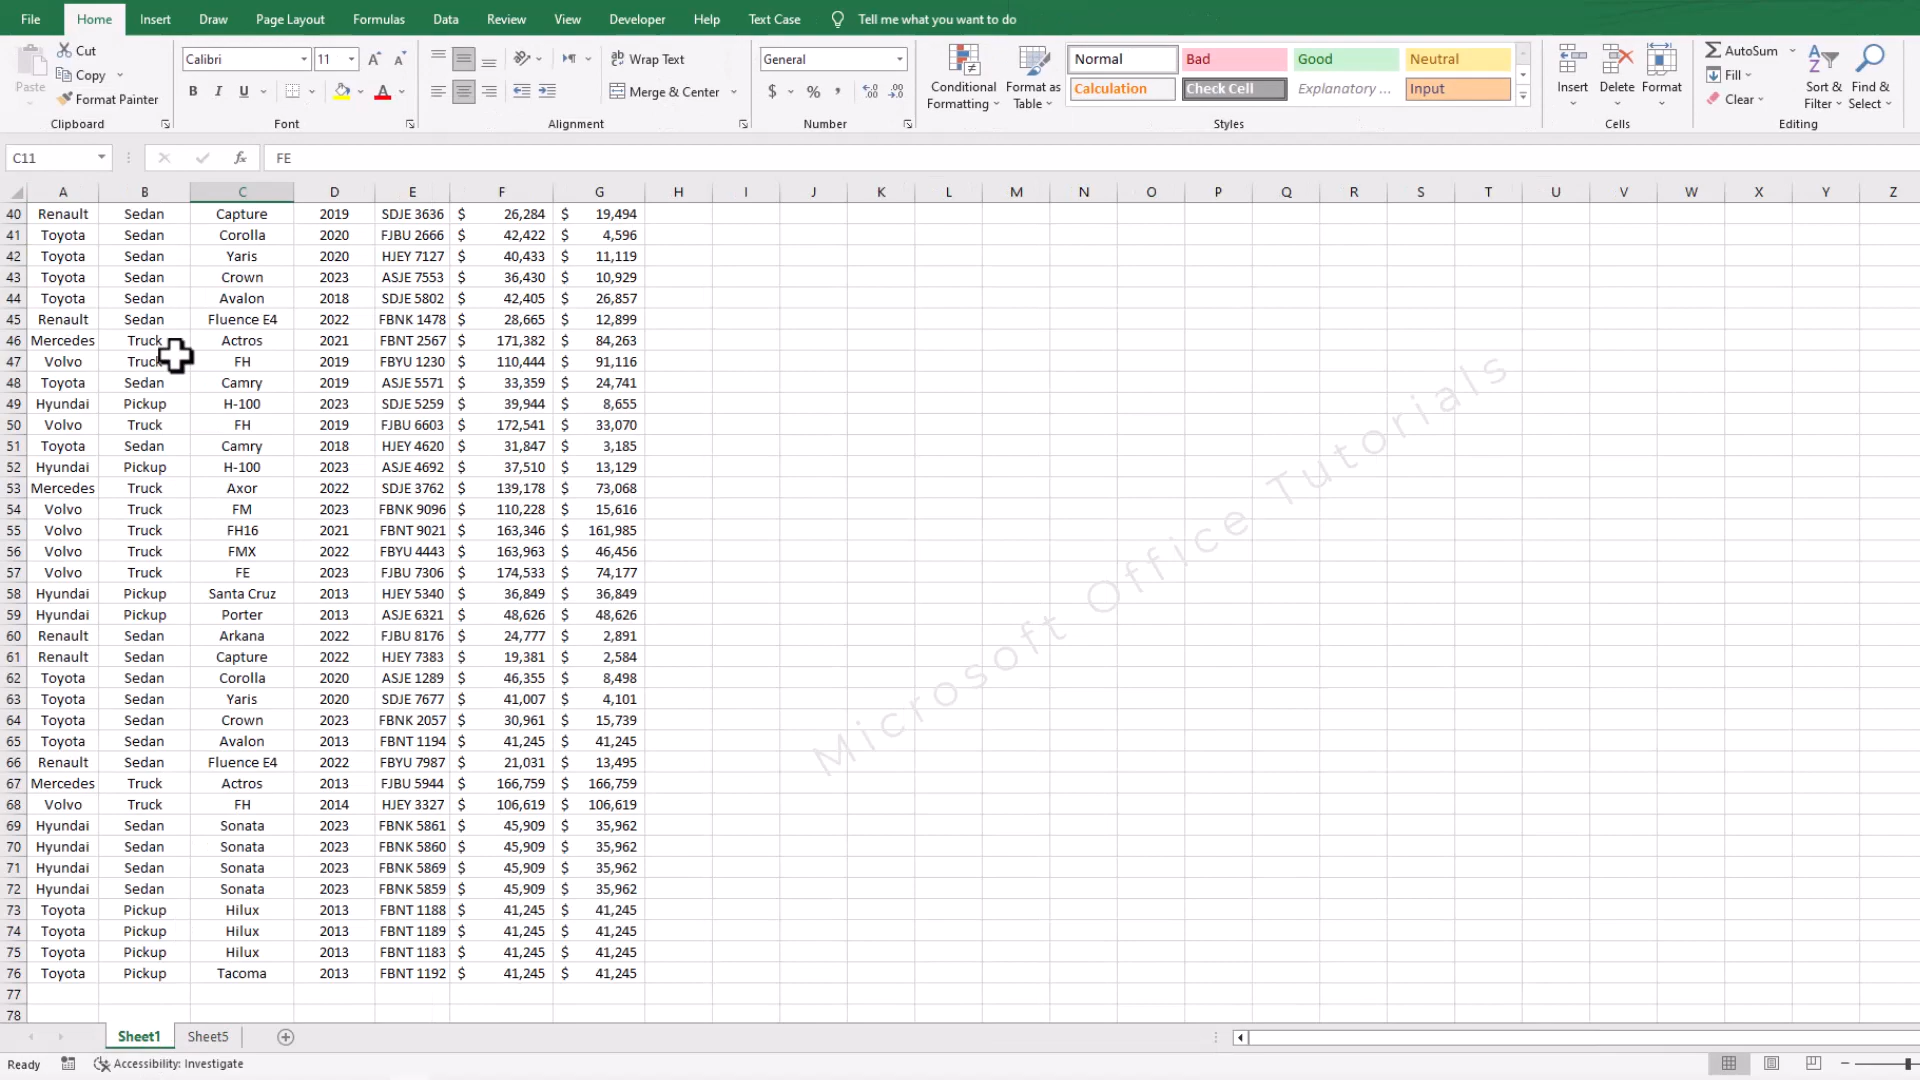 File Home Insert Draw Page Layout Formulas Data Review View Developer Help Text Case Tell me what you want to do
Paste Cut Copy Format Painter Clipboard
Calibri 11 A A B I U A Font
Wrap Text Merge & Center Alignment
General $ % , Number
Conditional Formatting Format as Table
Normal Bad Good Neutral
Calculation Check Cell Explanatory ... Input
Styles
Insert Delete Format Cells
AutoSum Fill Clear Sort & Filter Find & Select Editing
C11 fx FE
A B C D E F G H I J K L M N O P Q R S T U V W X Y Z
40 Renault Sedan Capture 2019 SDJE 3636 $ 26,284 $ 19,494
41 Toyota Sedan Corolla 2020 FJBU 2666 $ 42,422 $ 4,596
42 Toyota Sedan Yaris 2020 HJEY 7127 $ 40,433 $ 11,119
43 Toyota Sedan Crown 2023 ASJE 7553 $ 36,430 $ 10,929
44 Toyota Sedan Avalon 2018 SDJE 5802 $ 42,405 $ 26,857
45 Renault Sedan Fluence E4 2022 FBNK 1478 $ 28,665 $ 12,899
46 Mercedes Truck Actros 2021 FBNT 2567 $ 171,382 $ 84,263
47 Volvo Truck FH 2019 FBYU 1230 $ 110,444 $ 91,116
48 Toyota Sedan Camry 2019 ASJE 5571 $ 33,359 $ 24,741
49 Hyundai Pickup H-100 2023 SDJE 5259 $ 39,944 $ 8,655
50 Volvo Truck FH 2019 FJBU 6603 $ 172,541 $ 33,070
51 Toyota Sedan Camry 2018 HJEY 4620 $ 31,847 $ 3,185
52 Hyundai Pickup H-100 2023 ASJE 4692 $ 37,510 $ 13,129
53 Mercedes Truck Axor 2022 SDJE 3762 $ 139,178 $ 73,068
54 Volvo Truck FM 2023 FBNK 9096 $ 110,228 $ 15,616
55 Volvo Truck FH16 2021 FBNT 9021 $ 163,346 $ 161,985
56 Volvo Truck FMX 2022 FBYU 4443 $ 163,963 $ 46,456
57 Volvo Truck FE 2023 FJBU 7306 $ 174,533 $ 74,177
58 Hyundai Pickup Santa Cruz 2013 HJEY 5340 $ 36,849 $ 36,849
59 Hyundai Pickup Porter 2013 ASJE 6321 $ 48,626 $ 48,626
60 Renault Sedan Arkana 2022 FJBU 8176 $ 24,777 $ 2,891
61 Renault Sedan Capture 2022 HJEY 7383 $ 19,381 $ 2,584
62 Toyota Sedan Corolla 2020 ASJE 1289 $ 46,355 $ 8,498
63 Toyota Sedan Yaris 2020 SDJE 7677 $ 41,007 $ 4,101
64 Toyota Sedan Crown 2023 FBNK 2057 $ 30,961 $ 15,739
65 Toyota Sedan Avalon 2013 FBNT 1194 $ 41,245 $ 41,245
66 Renault Sedan Fluence E4 2022 FBYU 7987 $ 21,031 $ 13,495
67 Mercedes Truck Actros 2013 FJBU 5944 $ 166,759 $ 166,759
68 Volvo Truck FH 2014 HJEY 3327 $ 106,619 $ 106,619
69 Hyundai Sedan Sonata 2023 FBNK 5861 $ 45,909 $ 35,962
70 Hyundai Sedan Sonata 2023 FBNK 5860 $ 45,909 $ 35,962
71 Hyundai Sedan Sonata 2023 FBNK 5869 $ 45,909 $ 35,962
72 Hyundai Sedan Sonata 2023 FBNK 5859 $ 45,909 $ 35,962
73 Toyota Pickup Hilux 2013 FBNT 1188 $ 41,245 $ 41,245
74 Toyota Pickup Hilux 2013 FBNT 1189 $ 41,245 $ 41,245
75 Toyota Pickup Hilux 2013 FBNT 1183 $ 41,245 $ 41,245
76 Toyota Pickup Tacoma 2013 FBNT 1192 $ 41,245 $ 41,245
77
78
Microsoft Office Tutorials
Sheet1 Sheet5
Ready Accessibility: Investigate